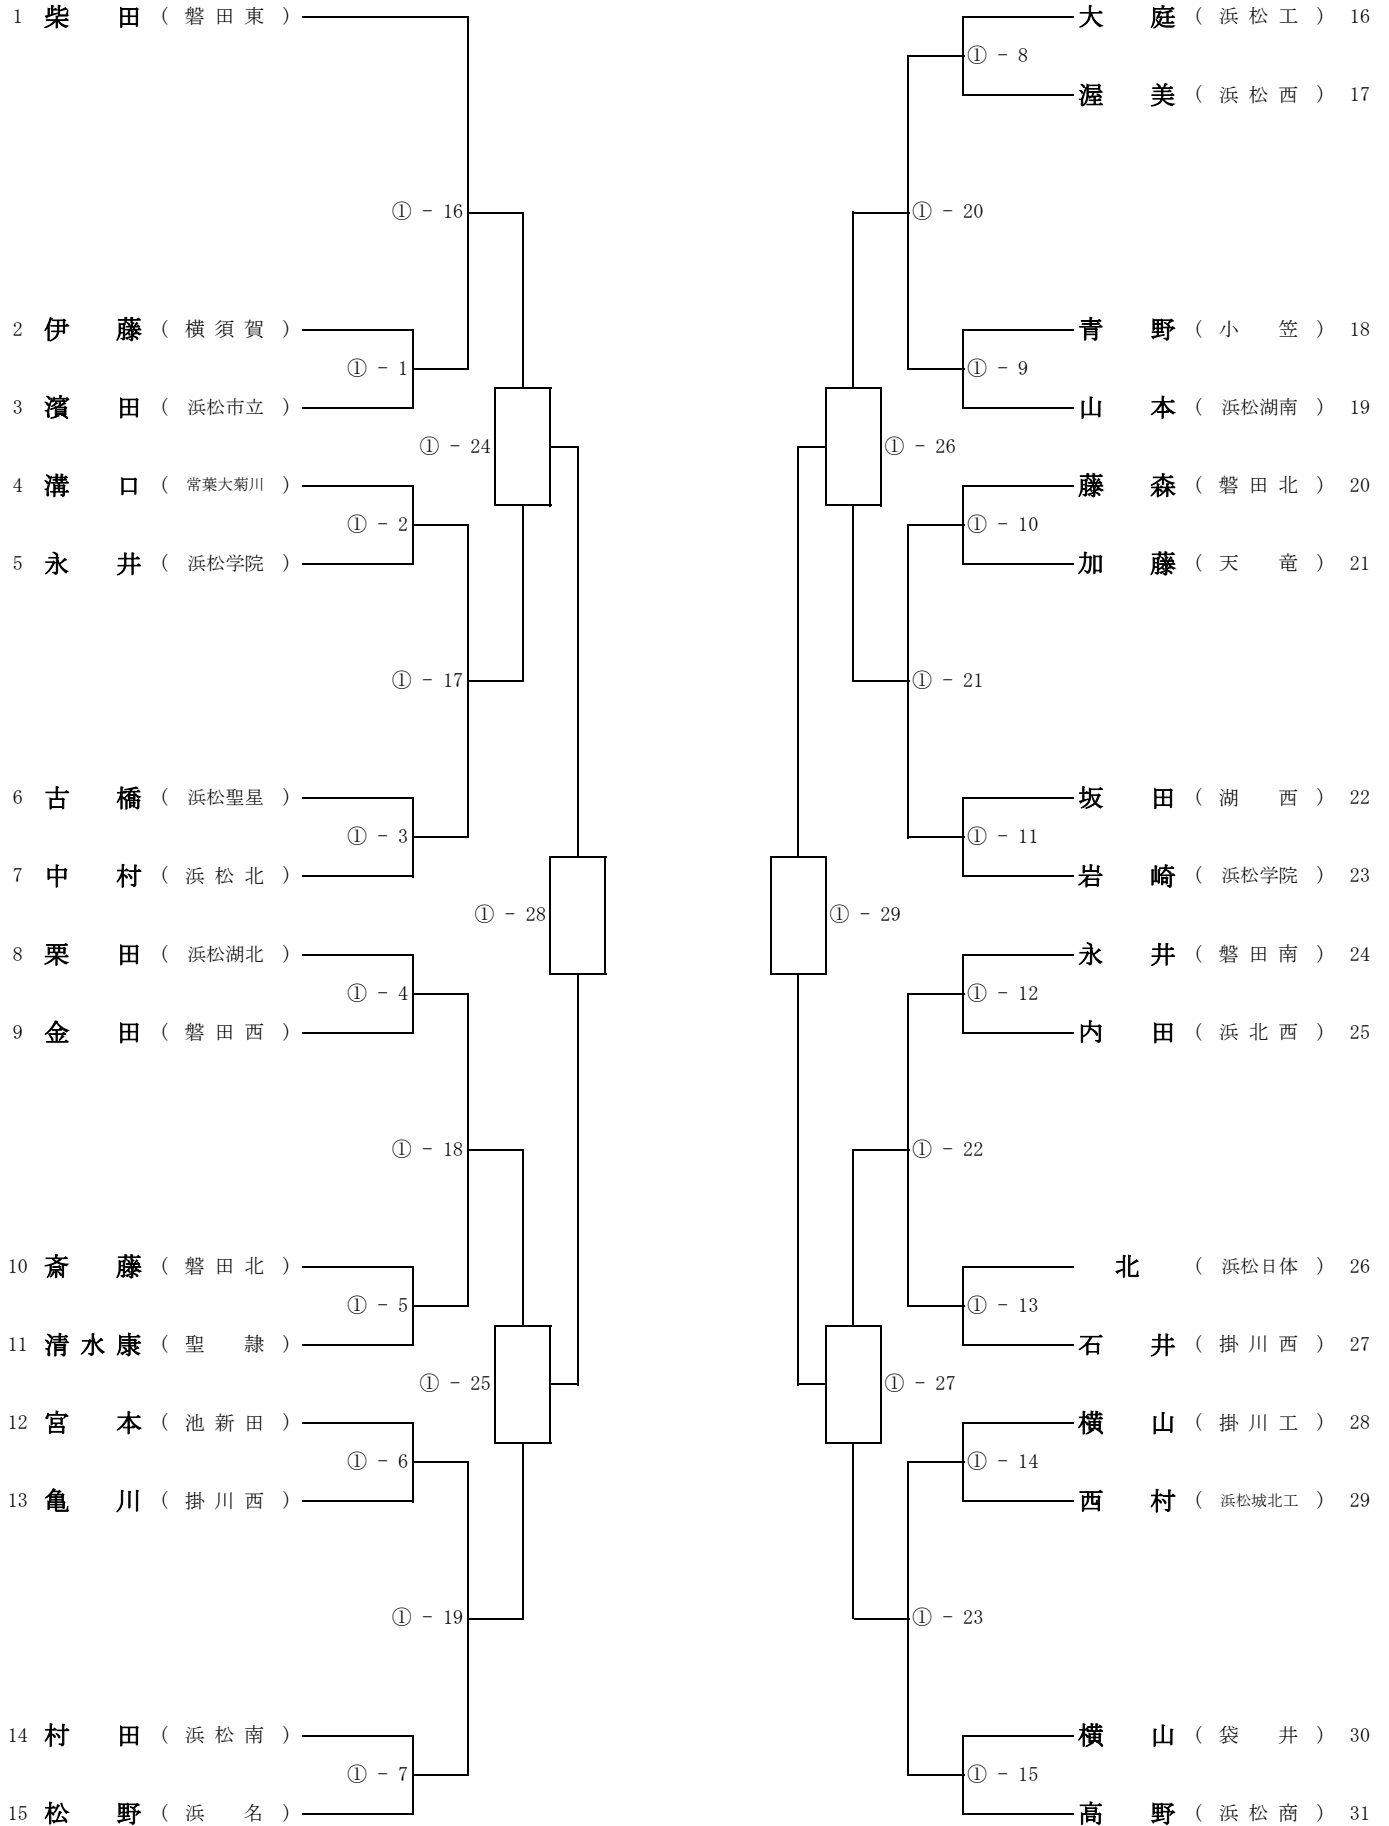 1 柴 田 ( 磐 田 東 )
① - 16
2 伊 藤 ( 横 須 賀 )
① - 1
3 濱 田 ( 浜松市立 )
① - 24
4 溝 口 ( 常葉大菊川 )
① - 2
5 永 井 ( 浜松学院 )
① - 17
6 古 橋 ( 浜松聖星 )
① - 3
7 中 村 ( 浜 松 北 )
① - 28
8 栗 田 ( 浜松湖北 )
① - 4
9 金 田 ( 磐 田 西 )
① - 18
10 斎 藤 ( 磐 田 北 )
① - 5
11 清 水 康 ( 聖 隷 )
① - 25
12 宮 本 ( 池 新 田 )
① - 6
13 亀 川 ( 掛 川 西 )
① - 19
14 村 田 ( 浜 松 南 )
① - 7
15 松 野 ( 浜 名 )
大 庭 ( 浜 松 工 ) 16
① - 8
渥 美 ( 浜 松 西 ) 17
① - 20
青 野 ( 小 笠 ) 18
① - 9
山 本 ( 浜松湖南 ) 19
① - 26
藤 森 ( 磐 田 北 ) 20
① - 10
加 藤 ( 天 竜 ) 21
① - 21
坂 田 ( 湖 西 ) 22
① - 11
岩 崎 ( 浜松学院 ) 23
① - 29
永 井 ( 磐 田 南 ) 24
① - 12
内 田 ( 浜 北 西 ) 25
① - 22
北 ( 浜松日体 ) 26
① - 13
石 井 ( 掛 川 西 ) 27
① - 27
横 山 ( 掛 川 工 ) 28
① - 14
西 村 ( 浜松城北工 ) 29
① - 23
横 山 ( 袋 井 ) 30
① - 15
高 野 ( 浜 松 商 ) 31